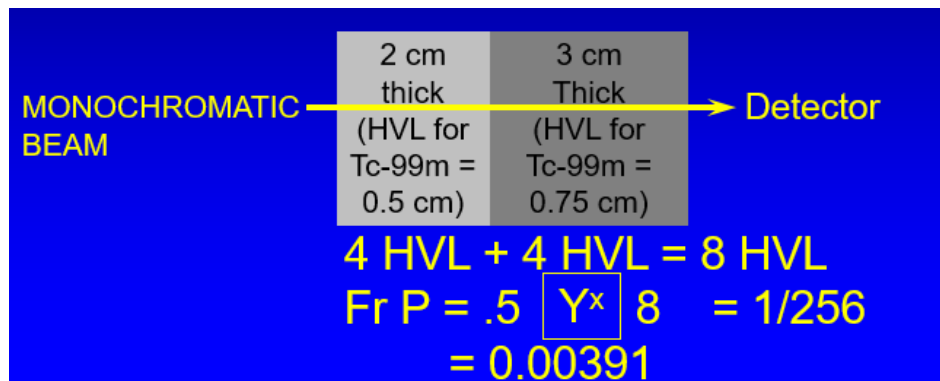 MONOCHROMATIC
BEAM
2 cm
thick
(HVL for
Tc-99m =
0.5 cm)
3 cm
Thick
(HVL for
Tc-99m =
0.75 cm)
Detector
4 HVL + 4 HVL = 8 HVL
Fr P = .5 Yˣ 8 = 1/256
= 0.00391